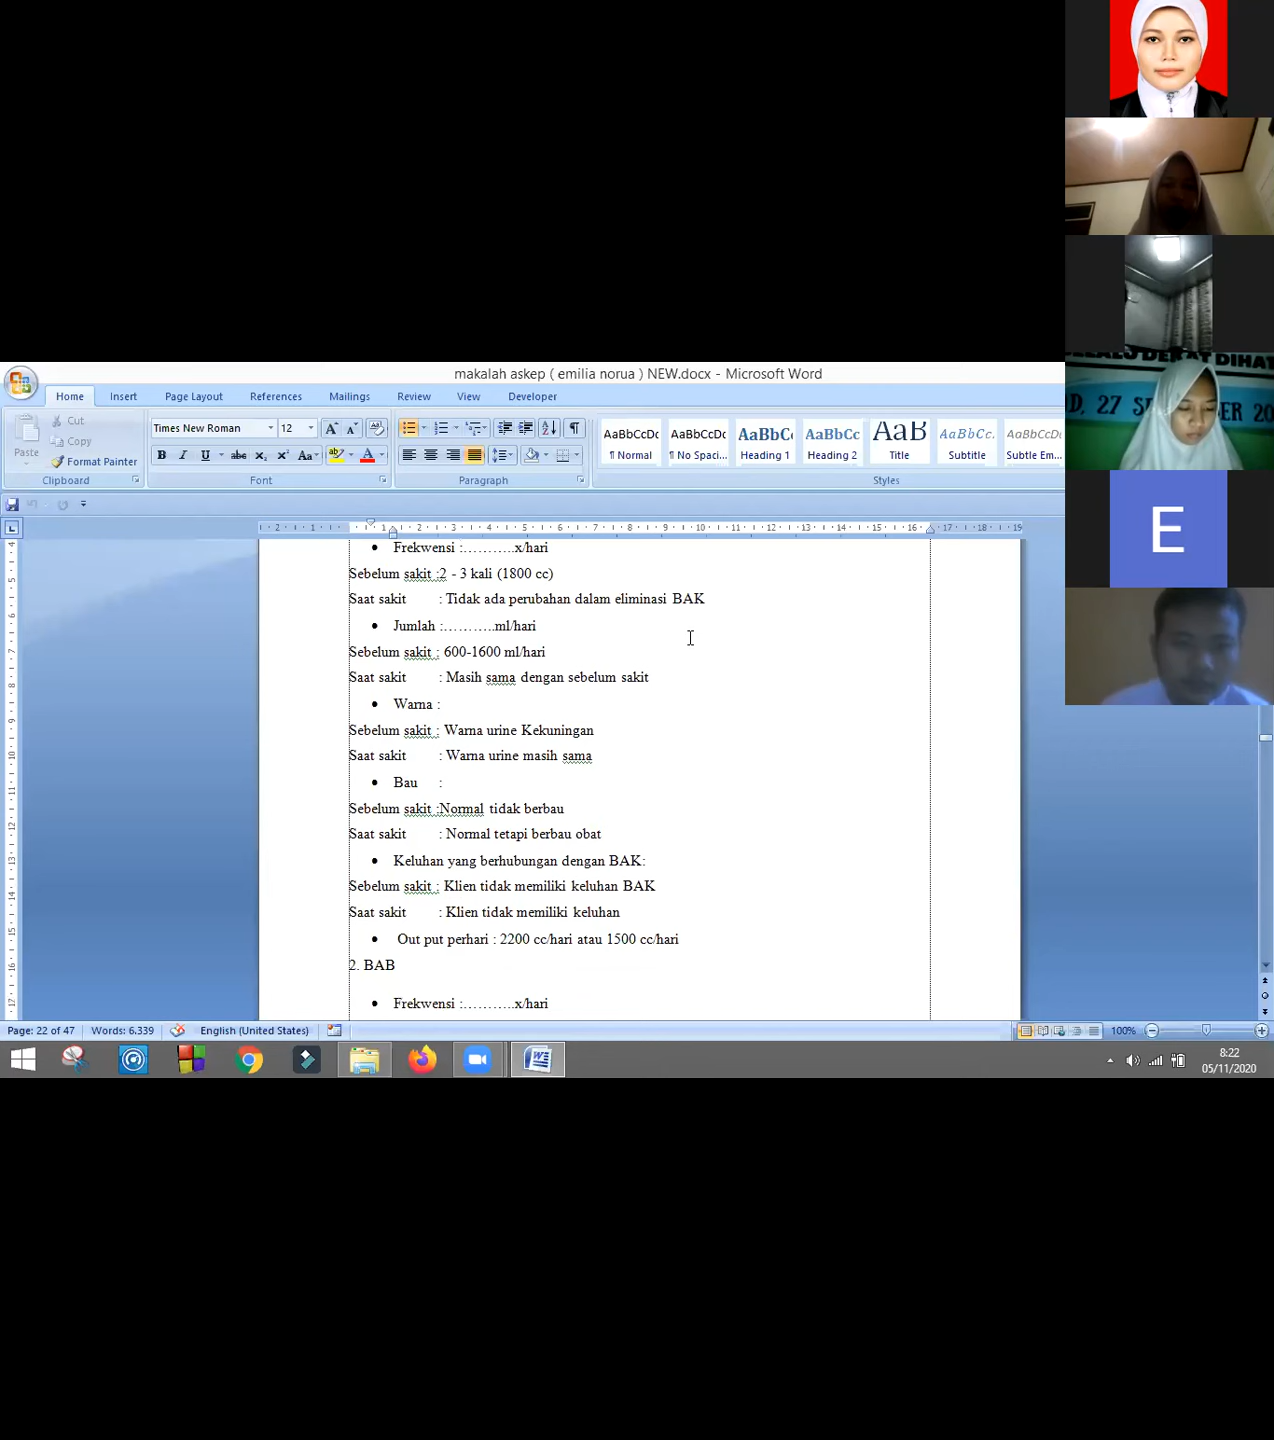 makalah askep ( emilia norua ) NEW.docx - Microsoft Word
Home Insert Page Layout References Mailings Review View Developer
Cut
Copy
Paste
Format Painter
Clipboard
Times New Roman 12
Font
Paragraph
AaBbCcDc AaBbCcDc AaBbC AaBbCc AaB AaBbCc. AaBbCcDc
¶ Normal ¶ No Spaci... Heading 1 Heading 2 Title Subtitle Subtle Em...
Styles
Frekwensi :………..x/hari
Sebelum sakit :2 - 3 kali (1800 cc)
Saat sakit : Tidak ada perubahan dalam eliminasi BAK
Jumlah :………..ml/hari
Sebelum sakit : 600-1600 ml/hari
Saat sakit : Masih sama dengan sebelum sakit
Warna :
Sebelum sakit : Warna urine Kekuningan
Saat sakit : Warna urine masih sama
Bau :
Sebelum sakit :Normal tidak berbau
Saat sakit : Normal tetapi berbau obat
Keluhan yang berhubungan dengan BAK:
Sebelum sakit : Klien tidak memiliki keluhan BAK
Saat sakit : Klien tidak memiliki keluhan
Out put perhari : 2200 cc/hari atau 1500 cc/hari
2. BAB
Frekwensi :………..x/hari
Page: 22 of 47 Words: 6.339 English (United States) 100%
8:22
05/11/2020
DIHAT
27
E